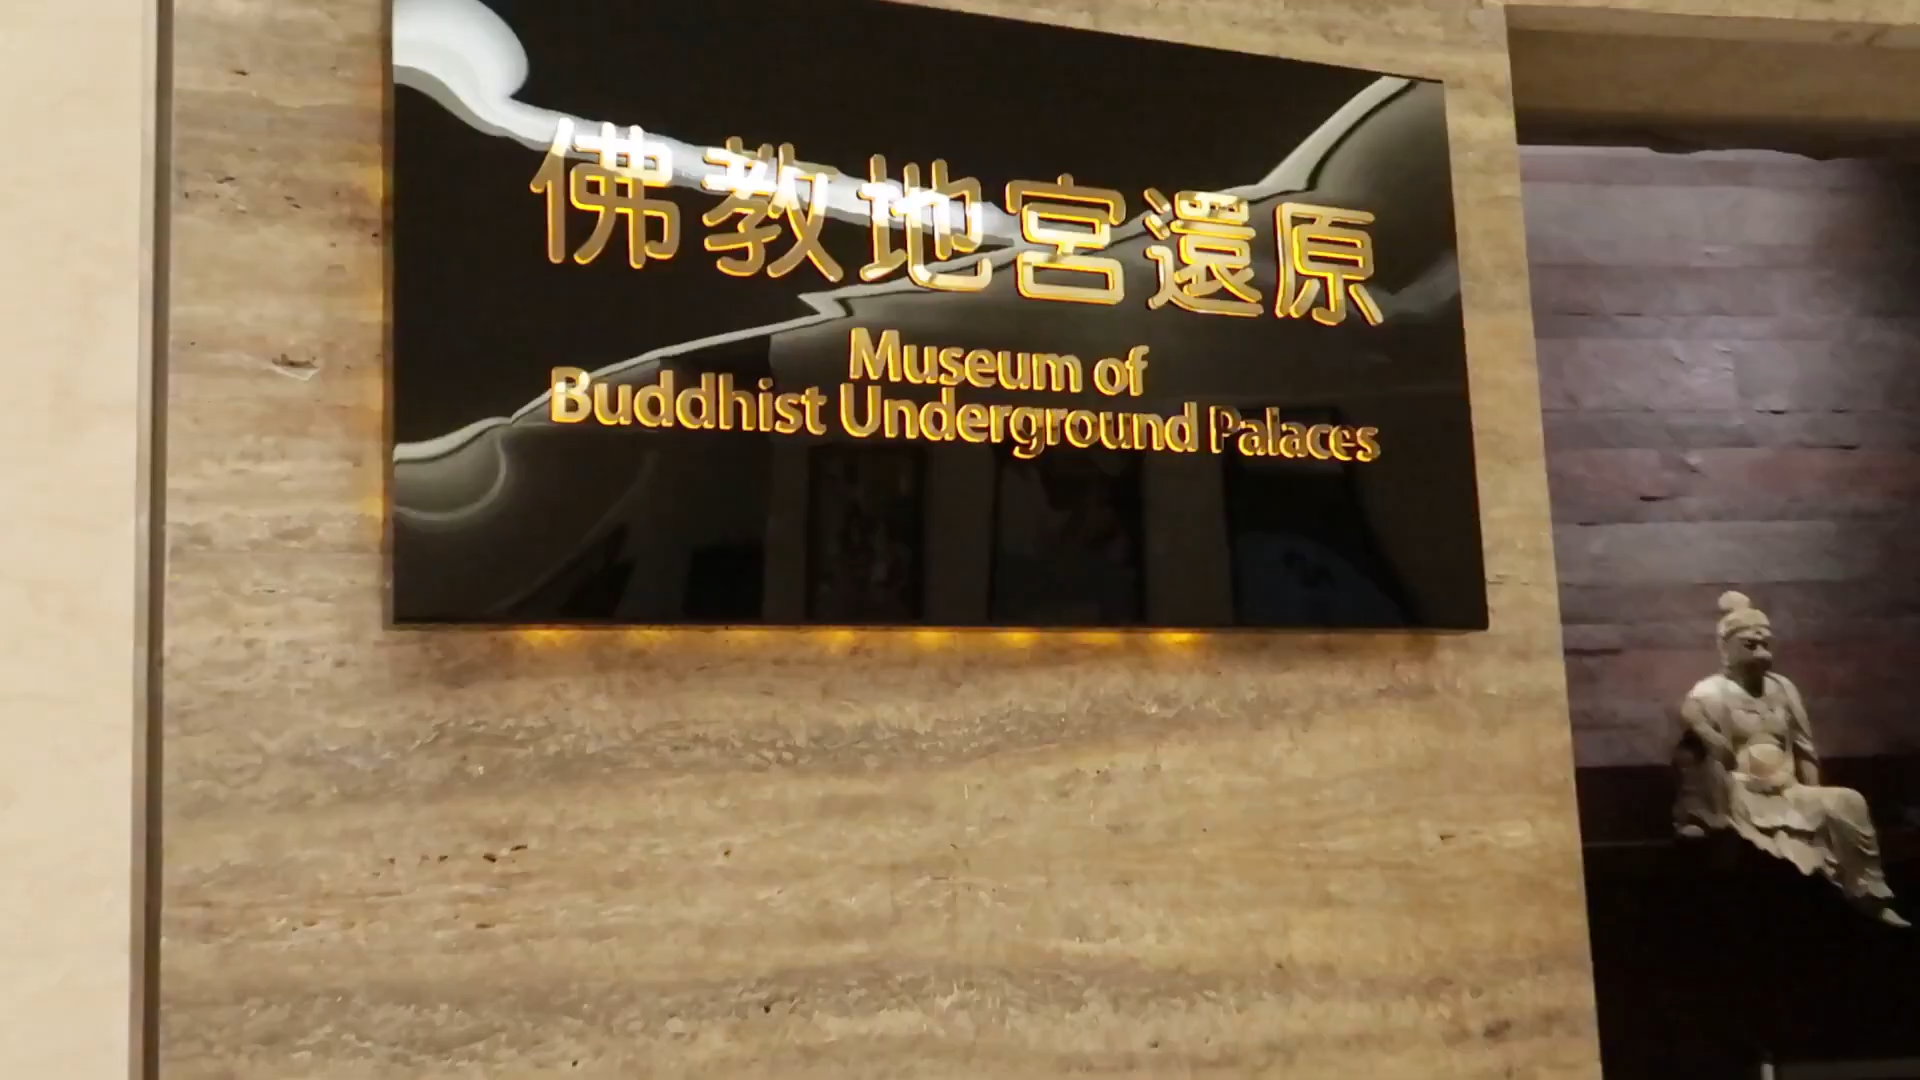 佛教地宮還原
Museum of
Buddhist Underground Palaces